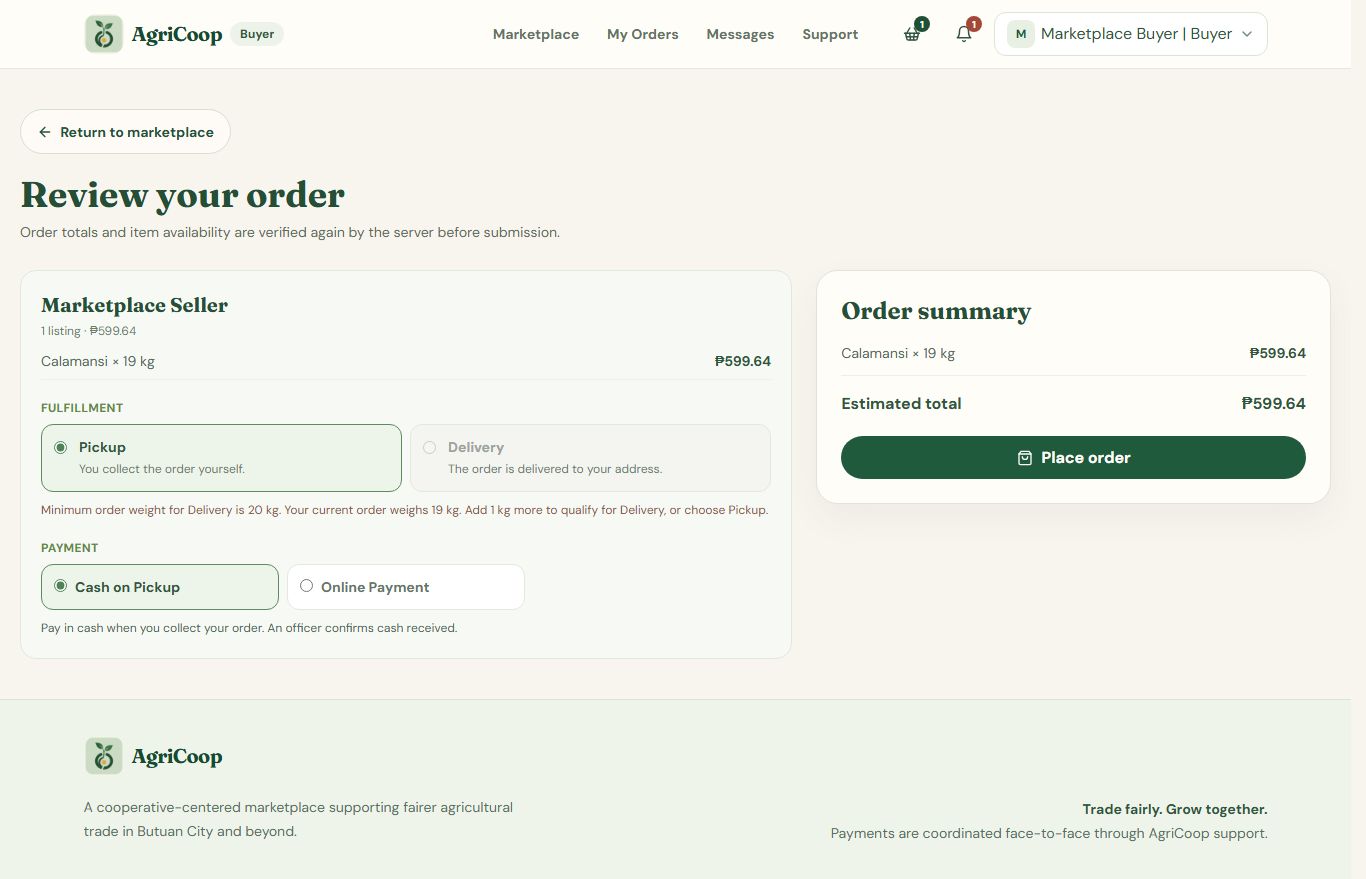 AgriCoop Buyer Marketplace My Orders Messages Support 1 1 M Marketplace Buyer | Buyer
Return to marketplace
Review your order
Order totals and item availability are verified again by the server before submission.
Marketplace Seller
1 listing · ₱599.64
Calamansi × 19 kg ₱599.64
FULFILLMENT
Pickup
You collect the order yourself.
Delivery
The order is delivered to your address.
Minimum order weight for Delivery is 20 kg. Your current order weighs 19 kg. Add 1 kg more to qualify for Delivery, or choose Pickup.
PAYMENT
Cash on Pickup
Online Payment
Pay in cash when you collect your order. An officer confirms cash received.
Order summary
Calamansi × 19 kg ₱599.64
Estimated total ₱599.64
Place order
AgriCoop
A cooperative-centered marketplace supporting fairer agricultural
trade in Butuan City and beyond.
Trade fairly. Grow together.
Payments are coordinated face-to-face through AgriCoop support.